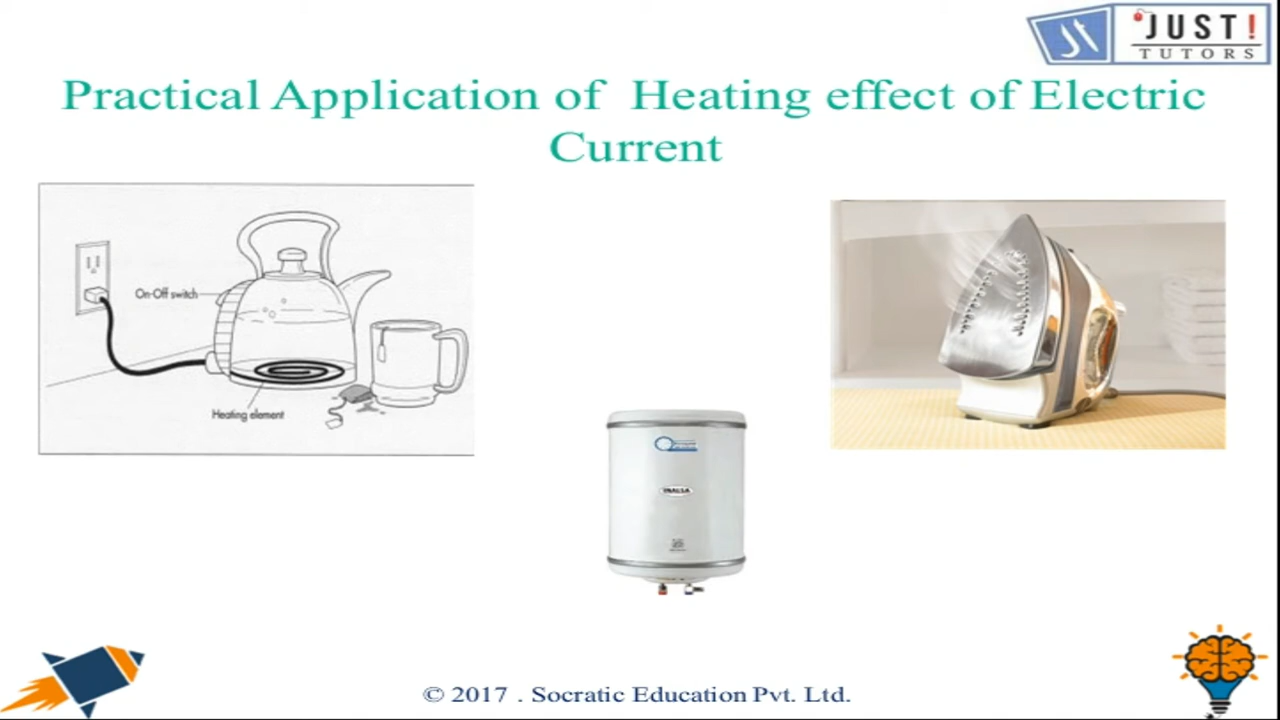 JUST!
TUTORS
Practical Application of Heating effect of Electric
Current
On-Off switch
Heating element
INALSA
© 2017 . Socratic Education Pvt. Ltd.